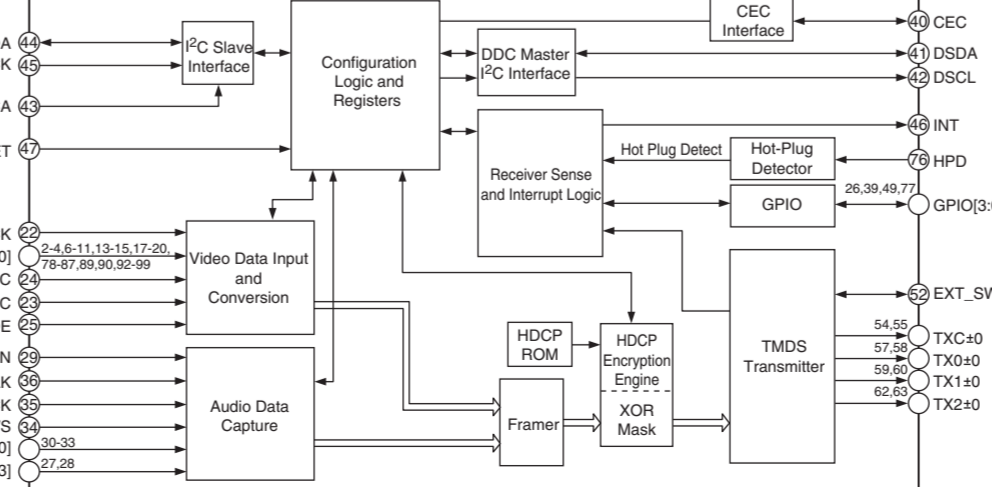 A 44
K 45
A 43
ET 47
I²C Slave
Interface
Configuration
Logic and
Registers
CEC
Interface
40 CEC
DDC Master
I²C Interface
41 DSDA
42 DSCL
46 INT
Receiver Sense
and Interrupt Logic
Hot Plug Detect
Hot-Plug
Detector
76 HPD
GPIO
26,39,49,77
GPIO[3:
K 22
0] 2-4,6-11,13-15,17-20,
78-87,89,90,92-99
C 24
C 23
E 25
Video Data Input
and
Conversion
N 29
K 36
K 35
S 34
0] 30-33
3] 27,28
Audio Data
Capture
HDCP
ROM
HDCP
Encryption
Engine
XOR
Mask
Framer
TMDS
Transmitter
52 EXT_SW
54,55
TXC±0
57,58
TX0±0
59,60
TX1±0
62,63
TX2±0